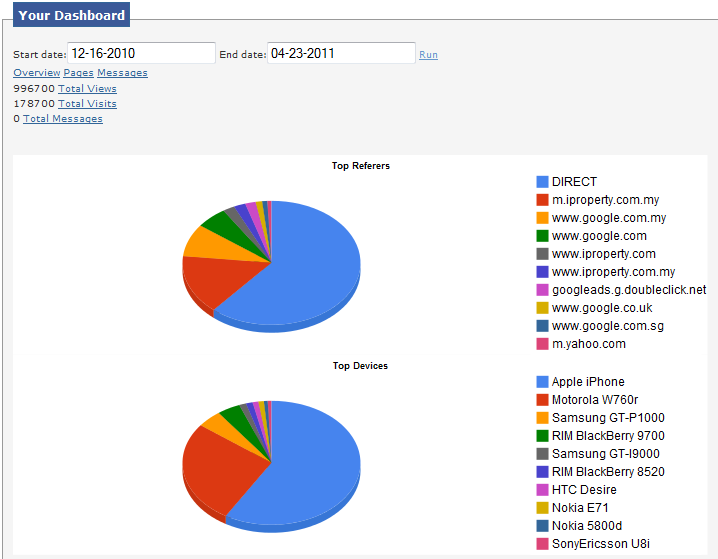 Your Dashboard
Start date: 12-16-2010 End date: 04-23-2011 Run
Overview Pages Messages
996700 Total Views
178700 Total Visits
0 Total Messages
Top Referers
DIRECT
m.iproperty.com.my
www.google.com.my
www.google.com
www.iproperty.com
www.iproperty.com.my
googleads.g.doubleclick.net
www.google.co.uk
www.google.com.sg
m.yahoo.com
Top Devices
Apple iPhone
Motorola W760r
Samsung GT-P1000
RIM BlackBerry 9700
Samsung GT-I9000
RIM BlackBerry 8520
HTC Desire
Nokia E71
Nokia 5800d
SonyEricsson U8i